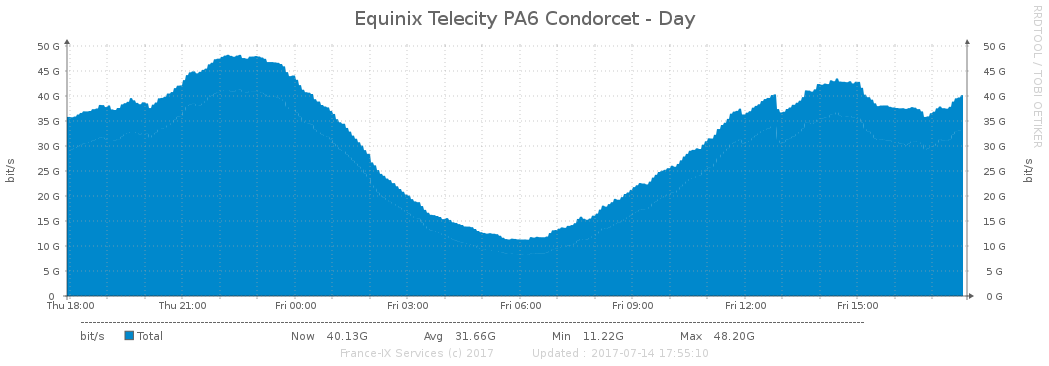 Equinix Telecity PA6 Condorcet - Day
RRDTOOL / TOBI OETIKER
bit/s
50 G 50 G
45 G 45 G
40 G 40 G
35 G 35 G
30 G 30 G
25 G 25 G
20 G 20 G
15 G 15 G
10 G 10 G
5 G 5 G
0 0 G
bit/s
Thu 18:00 Thu 21:00 Fri 00:00 Fri 03:00 Fri 06:00 Fri 09:00 Fri 12:00 Fri 15:00
bit/s Total Now 40.13G Avg 31.66G Min 11.22G Max 48.20G
France-IX Services (c) 2017 Updated : 2017-07-14 17:55:10